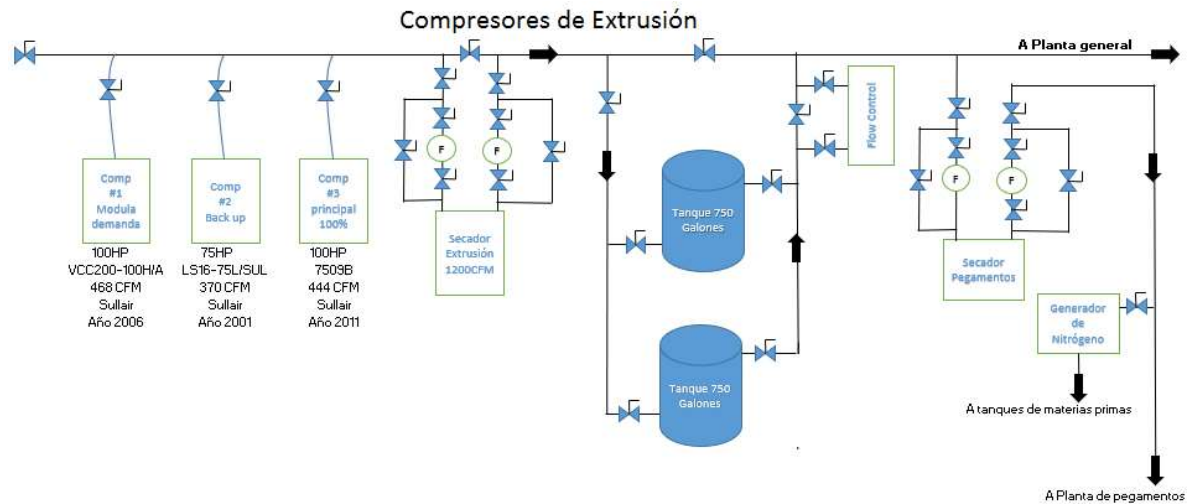 Compresores de Extrusión
A Planta general
Flow Control
Comp
#1
Modula
demanda
Comp
#2
Back up
Comp
#3
principal
100%
F
F
F
F
Secador
Extrusión
1200CFM
Tanque 750
Galones
Secador
Pegamentos
100HP
VCC200-100H/A
468 CFM
Sullair
Año 2006
75HP
LS16-75L/SUL
370 CFM
Sullair
Año 2001
100HP
7509B
444 CFM
Sullair
Año 2011
Generador
de
Nitrógeno
Tanque 750
Galones
A tanques de materias primas
A Planta de pegamentos